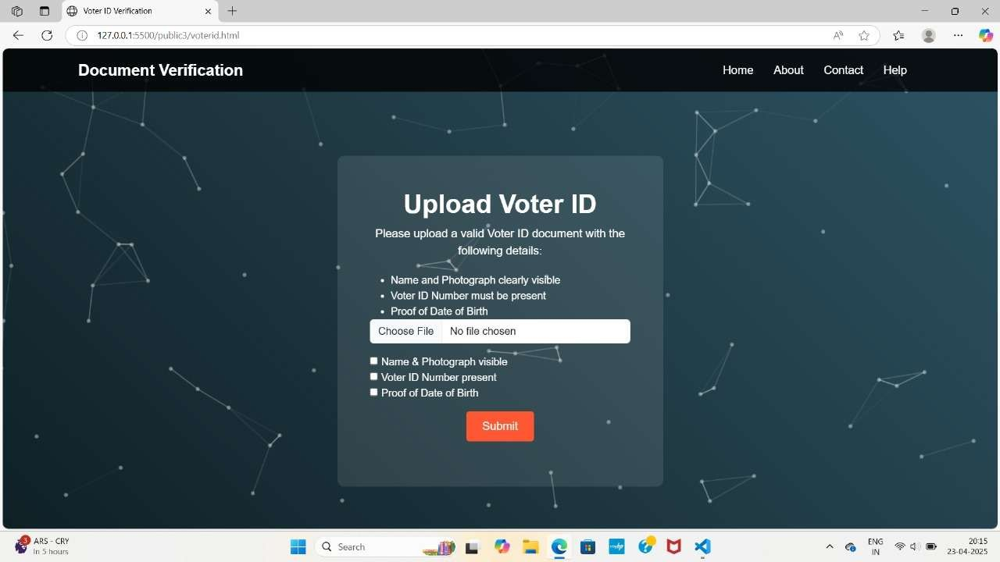 Voter ID Verification
127.0.0.1:5500/public3/voterid.html
Document Verification
Home About Contact Help
Upload Voter ID
Please upload a valid Voter ID document with the
following details:
• Name and Photograph clearly visible
• Voter ID Number must be present
• Proof of Date of Birth
Choose File No file chosen
Name & Photograph visible
Voter ID Number present
Proof of Date of Birth
Submit
3
ARS - CRY
In 5 hours
Search
myhp
ENG
IN
20:15
23-04-2025